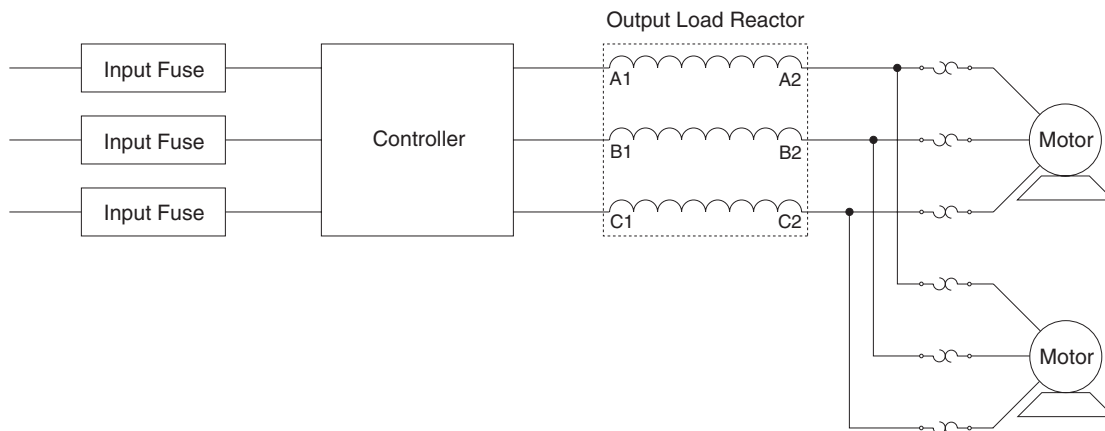 Output Load Reactor
Input Fuse
A1
A2
Input Fuse
Controller
B1
B2
Motor
Input Fuse
C1
C2
Motor